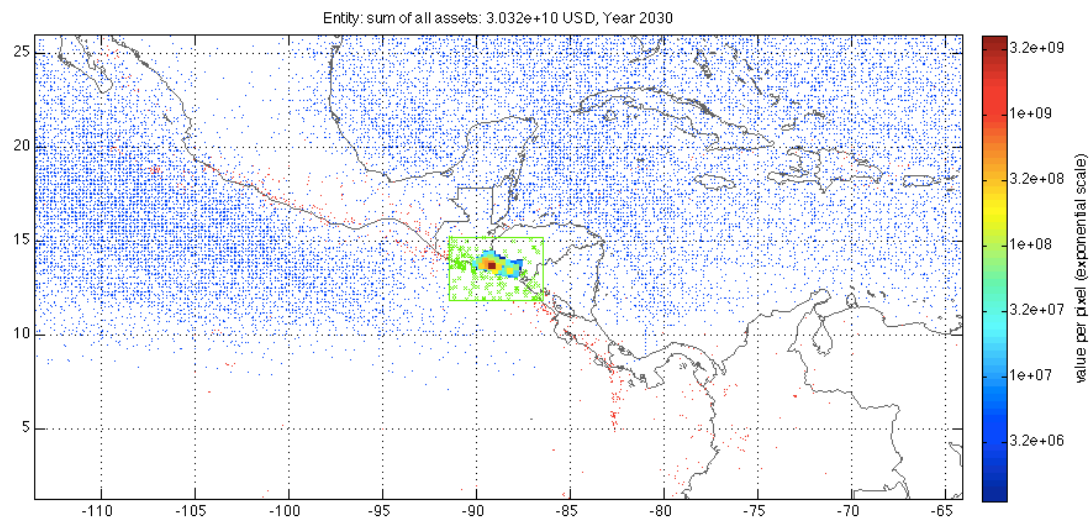 Entity: sum of all assets: 3.032e+10 USD, Year 2030
25
20
15
10
5
-110
-105
-100
-95
-90
-85
-80
-75
-70
-65
3.2e+09
1e+09
3.2e+08
1e+08
3.2e+07
1e+07
3.2e+06
value per pixel (exponential scale)